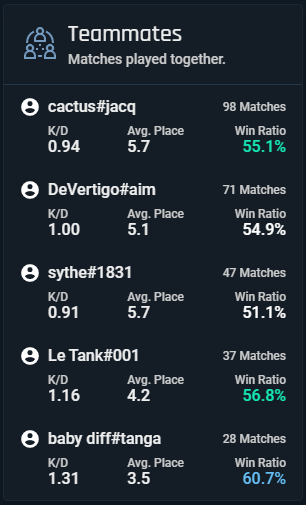 Teammates
Matches played together.
cactus#jacq 98 Matches
K/D Avg. Place Win Ratio
0.94 5.7 55.1%
DeVertigo#aim 71 Matches
K/D Avg. Place Win Ratio
1.00 5.1 54.9%
sythe#1831 47 Matches
K/D Avg. Place Win Ratio
0.91 5.7 51.1%
Le Tank#001 37 Matches
K/D Avg. Place Win Ratio
1.16 4.2 56.8%
baby diff#tanga 28 Matches
K/D Avg. Place Win Ratio
1.31 3.5 60.7%